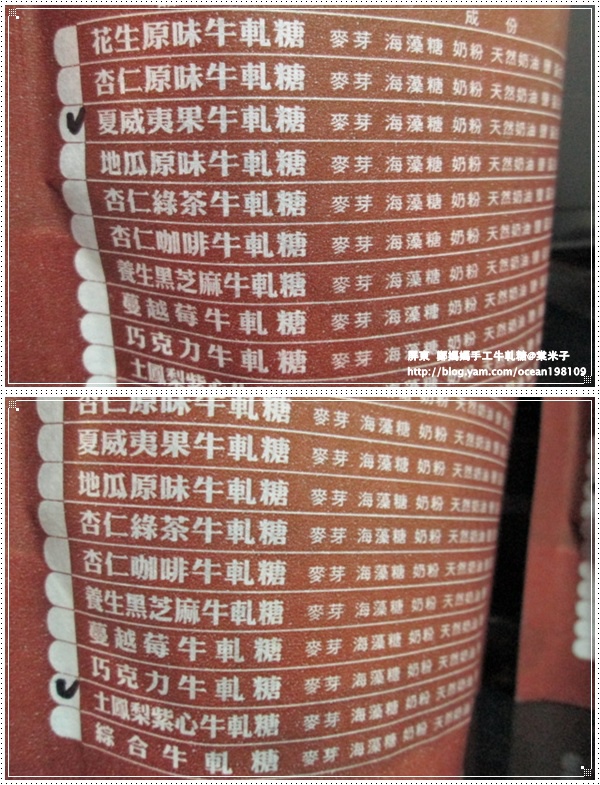 成份
花生原味牛軋糖 麥芽 海藻糖 奶粉 天然奶油 鹽
杏仁原味牛軋糖 麥芽 海藻糖 奶粉 天然奶油 鹽
夏威夷果牛軋糖 麥芽 海藻糖 奶粉 天然奶油 鹽
地瓜原味牛軋糖 麥芽 海藻糖 奶粉 天然奶油 鹽
杏仁綠茶牛軋糖 麥芽 海藻糖 奶粉 天然奶油 鹽
杏仁咖啡牛軋糖 麥芽 海藻糖 奶粉 天然奶油 鹽
養生黑芝麻牛軋糖 麥芽 海藻糖 奶粉 天然奶油
蔓越莓牛軋糖 麥芽 海藻糖 奶粉 天然奶油
巧克力牛軋糖 麥芽 海藻糖 奶粉
土鳳梨紫心牛軋糖
屏東 鄒媽媽手工牛軋糖@棠米子
http://blog.yam.com/ocean198109
杏仁原味牛軋糖 麥芽 海藻糖 奶粉 天然奶油
夏威夷果牛軋糖 麥芽 海藻糖 奶粉 天然奶油
地瓜原味牛軋糖 麥芽 海藻糖 奶粉 天然奶油
杏仁綠茶牛軋糖 麥芽 海藻糖 奶粉 天然奶油
杏仁咖啡牛軋糖 麥芽 海藻糖 奶粉 天然奶油
養生黑芝麻牛軋糖 麥芽 海藻糖 奶粉 天然奶油
蔓越莓牛軋糖 麥芽 海藻糖 奶粉 天然奶油
巧克力牛軋糖 麥芽 海藻糖 奶粉 天然奶油
土鳳梨紫心牛軋糖 麥芽 海藻糖 奶粉 天然奶油
綜合牛軋糖 麥芽 海藻糖 奶粉 天然奶油